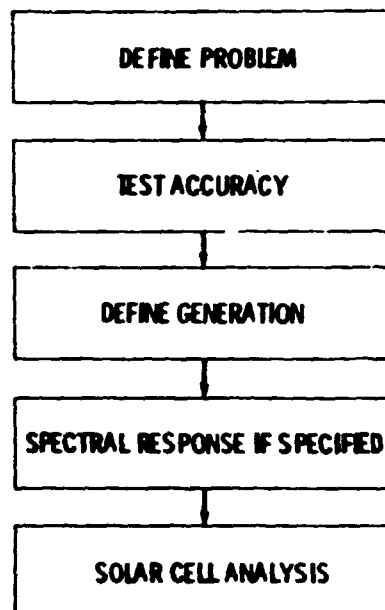 DEFINE PROBLEM
TEST ACCURACY
DEFINE GENERATION
SPECTRAL RESPONSE IF SPECIFIED
SOLAR CELL ANALYSIS